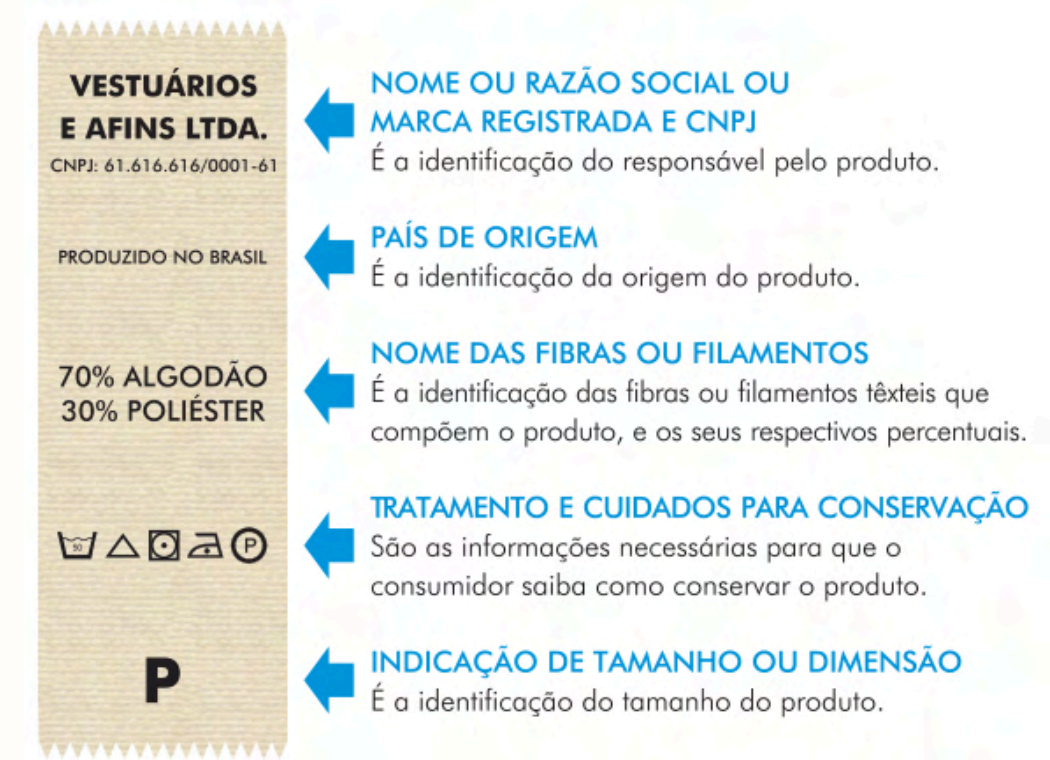 VESTUÁRIOS
E AFINS LTDA.
CNPJ: 61.616.616/0001-61
NOME OU RAZÃO SOCIAL OU
MARCA REGISTRADA E CNPJ
É a identificação do responsável pelo produto.
PRODUZIDO NO BRASIL
PAÍS DE ORIGEM
É a identificação da origem do produto.
70% ALGODÃO
30% POLIÉSTER
NOME DAS FIBRAS OU FILAMENTOS
É a identificação das fibras ou filamentos têxteis que
compõem o produto, e os seus respectivos percentuais.
50 P
TRATAMENTO E CUIDADOS PARA CONSERVAÇÃO
São as informações necessárias para que o
consumidor saiba como conservar o produto.
P
INDICAÇÃO DE TAMANHO OU DIMENSÃO
É a identificação do tamanho do produto.